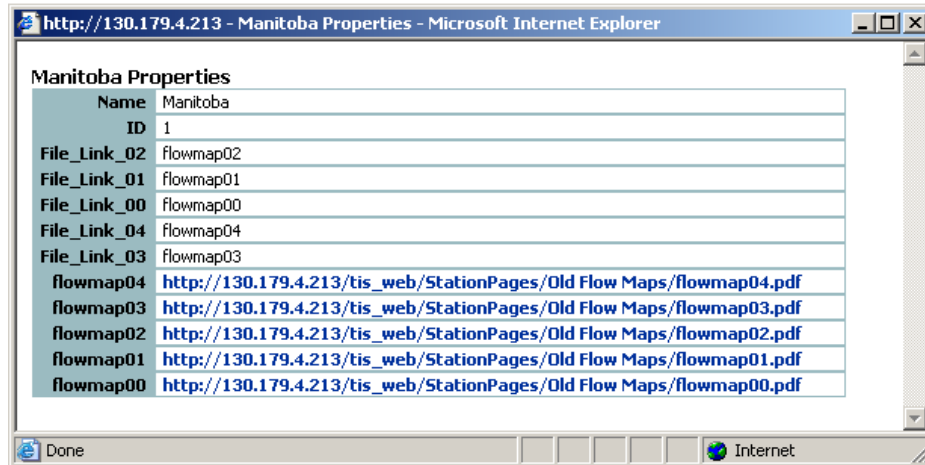 http://130.179.4.213 - Manitoba Properties - Microsoft Internet Explorer
Manitoba Properties
Name Manitoba
ID 1
File_Link_02 flowmap02
File_Link_01 flowmap01
File_Link_00 flowmap00
File_Link_04 flowmap04
File_Link_03 flowmap03
flowmap04 http://130.179.4.213/tis_web/StationPages/Old Flow Maps/flowmap04.pdf
flowmap03 http://130.179.4.213/tis_web/StationPages/Old Flow Maps/flowmap03.pdf
flowmap02 http://130.179.4.213/tis_web/StationPages/Old Flow Maps/flowmap02.pdf
flowmap01 http://130.179.4.213/tis_web/StationPages/Old Flow Maps/flowmap01.pdf
flowmap00 http://130.179.4.213/tis_web/StationPages/Old Flow Maps/flowmap00.pdf
Done Internet